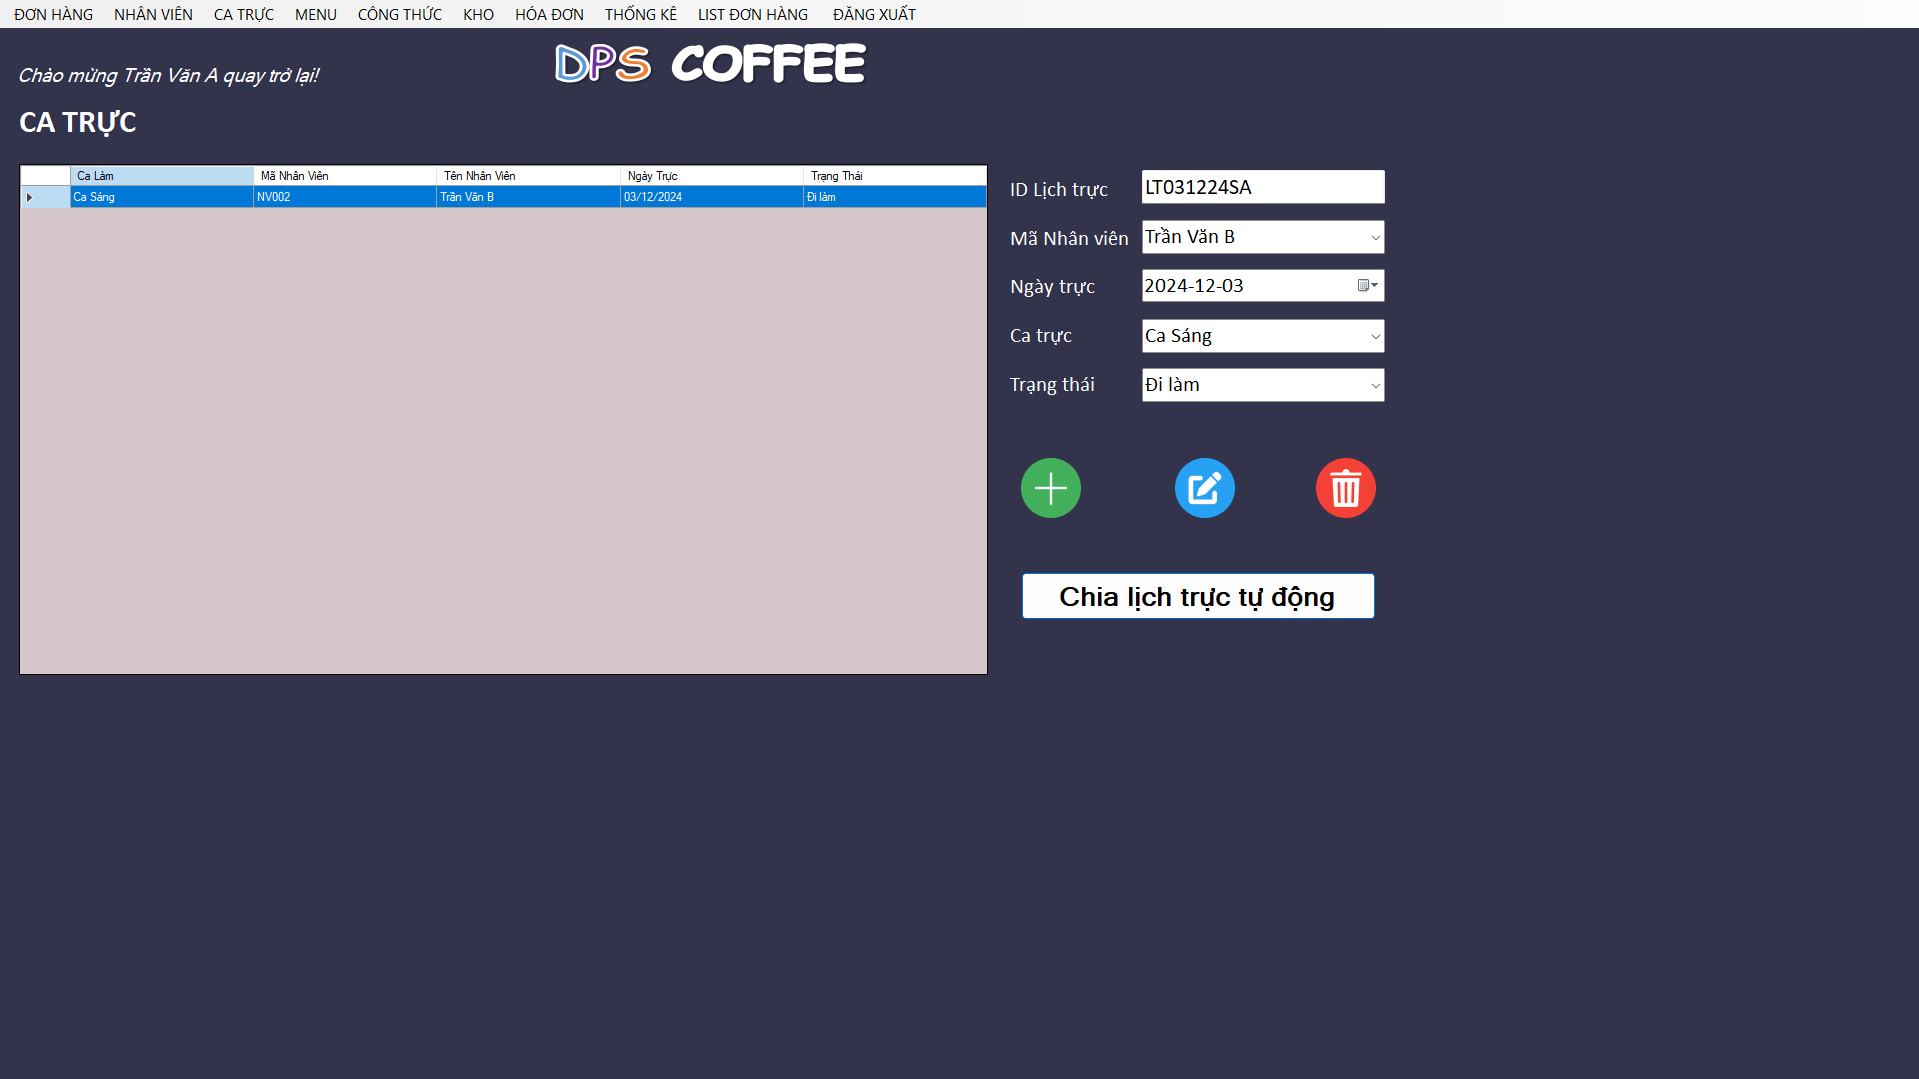 ĐƠN HÀNG NHÂN VIÊN CA TRỰC MENU CÔNG THỨC KHO HÓA ĐƠN THỐNG KÊ LIST ĐƠN HÀNG ĐĂNG XUẤT
DPS COFFEE
Chào mừng Trần Văn A quay trở lại!
CA TRỰC
Ca Làm Mã Nhân Viên Tên Nhân Viên Ngày Trực Trạng Thái
Ca Sáng NV002 Trần Văn B 03/12/2024 Đi làm
ID Lịch trực LT031224SA
Mã Nhân viên Trần Văn B
Ngày trực 2024-12-03
Ca trực Ca Sáng
Trạng thái Đi làm
Chia lịch trực tự động